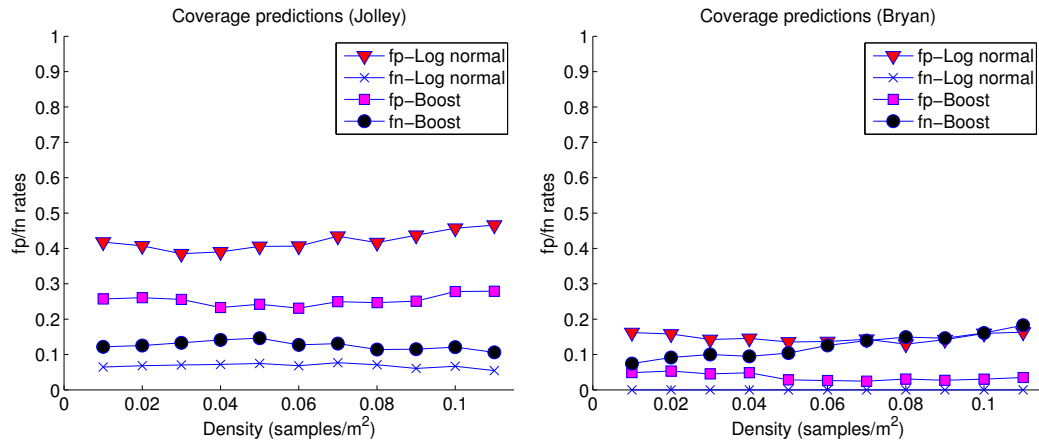 Coverage predictions (Jolley)
1
0.9
0.8
0.7
0.6
0.5
0.4
0.3
0.2
0.1
0
fp/fn rates
fp−Log normal
fn−Log normal
fp−Boost
fn−Boost
0
0.02
0.04
0.06
0.08
0.1
Density (samples/m²)
Coverage predictions (Bryan)
1
0.9
0.8
0.7
0.6
0.5
0.4
0.3
0.2
0.1
0
fp/fn rates
fp−Log normal
fn−Log normal
fp−Boost
fn−Boost
0
0.02
0.04
0.06
0.08
0.1
Density (samples/m²)